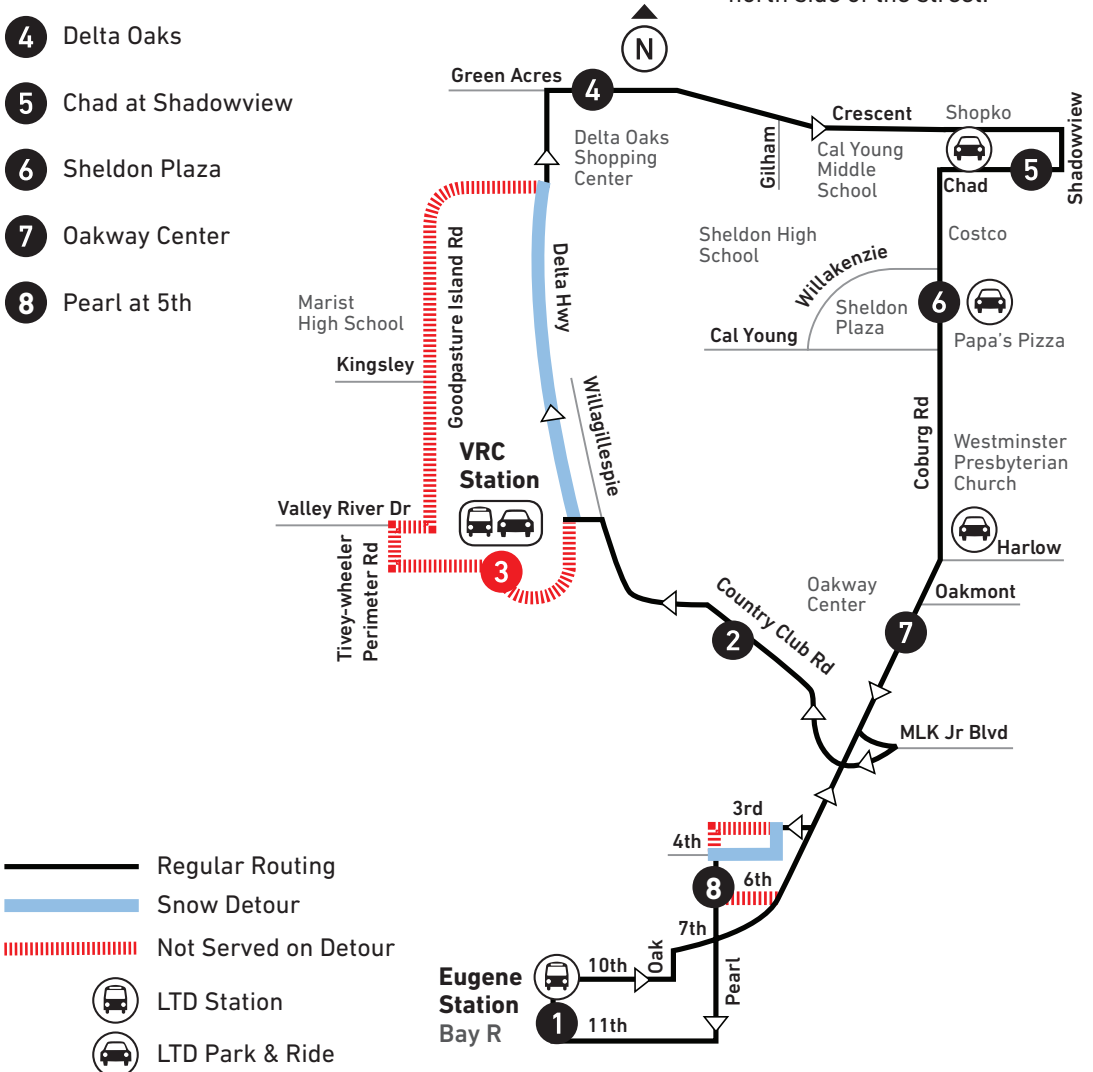 north side of the street.
4 Delta Oaks
5 Chad at Shadowview
6 Sheldon Plaza
7 Oakway Center
8 Pearl at 5th
N
Green Acres
4
Delta Oaks
Shopping
Center
Gilham
Crescent
Cal Young
Middle
School
Shopko
Chad
5
Shadowview
Costco
Sheldon High
School
Willakenzie
Sheldon
Plaza
6
Cal Young
Papa's Pizza
Marist
High School
Kingsley
Goodpasture Island Rd
Delta Hwy
Willagillespie
VRC
Station
Valley River Dr
Tivey-wheeler
Perimeter Rd
3
Coburg Rd
Westminster
Presbyterian
Church
Harlow
Oakway
Center
Oakmont
7
Country Club Rd
2
MLK Jr Blvd
3rd
4th
8
6th
7th
Oak
Pearl
10th
Eugene
Station
Bay R
1
11th
Regular Routing
Snow Detour
Not Served on Detour
LTD Station
LTD Park & Ride